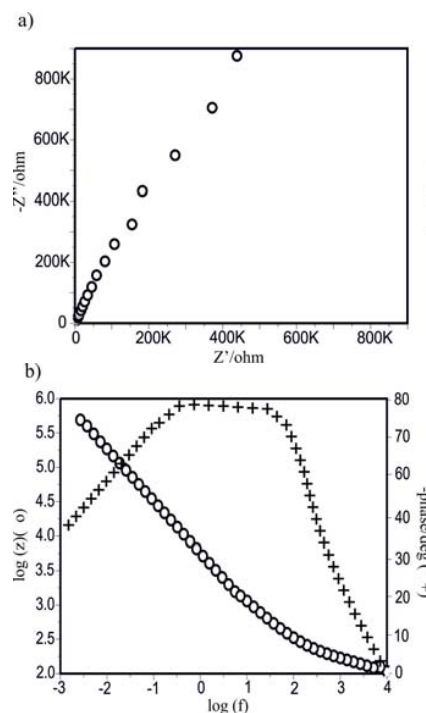 a)
800K
600K
400K
200K
0
-Z’’/ohm
0 200K 400K 600K 800K
Z’/ohm
b)
6.0 80
5.5 70
5.0 60
4.5
4.0 40
3.5 30
3.0 20
2.5 10
2.0 0
log (z)( o)
-phase/deg ( +)
-3 -2 -1 0 1 2 3 4
log (f)